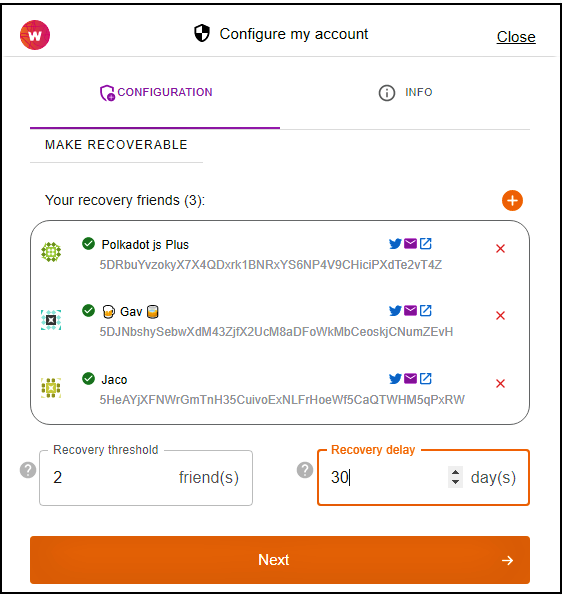 w Configure my account Close
CONFIGURATION INFO
MAKE RECOVERABLE
Your recovery friends (3):
Polkadot js Plus
5DRbuYvzokyX7X4QDxrk1BNRxYS6NP4V9CHiciPXdTe2vT4Z
🍺 Gav 🥃
5DJNbshySebwXdM43ZjfX2UcM8aDFoWkMbCeoskjCNumZEvH
Jaco
5HeAYjXFNWrGmTnH35CuivoExNLFrHoeWf5CaQTWHM5qPxRW
Recovery threshold Recovery delay
2 friend(s) 30 day(s)
Next